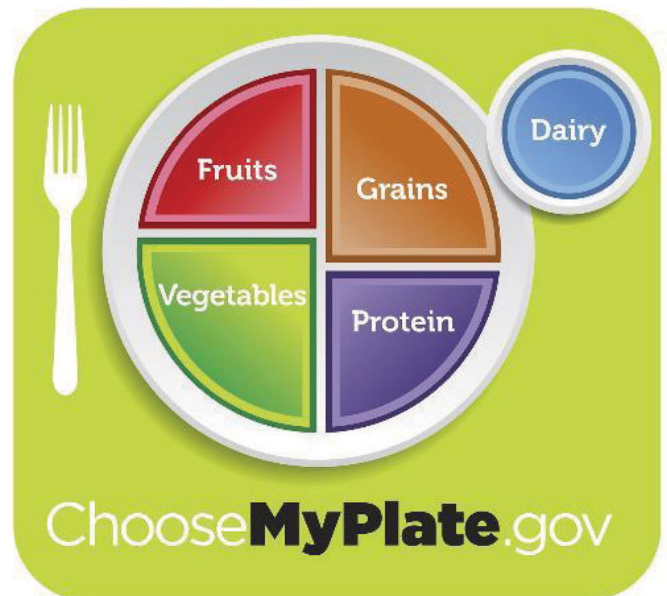 Fruits
Grains
Dairy
Vegetables
Protein
ChooseMyPlate.gov